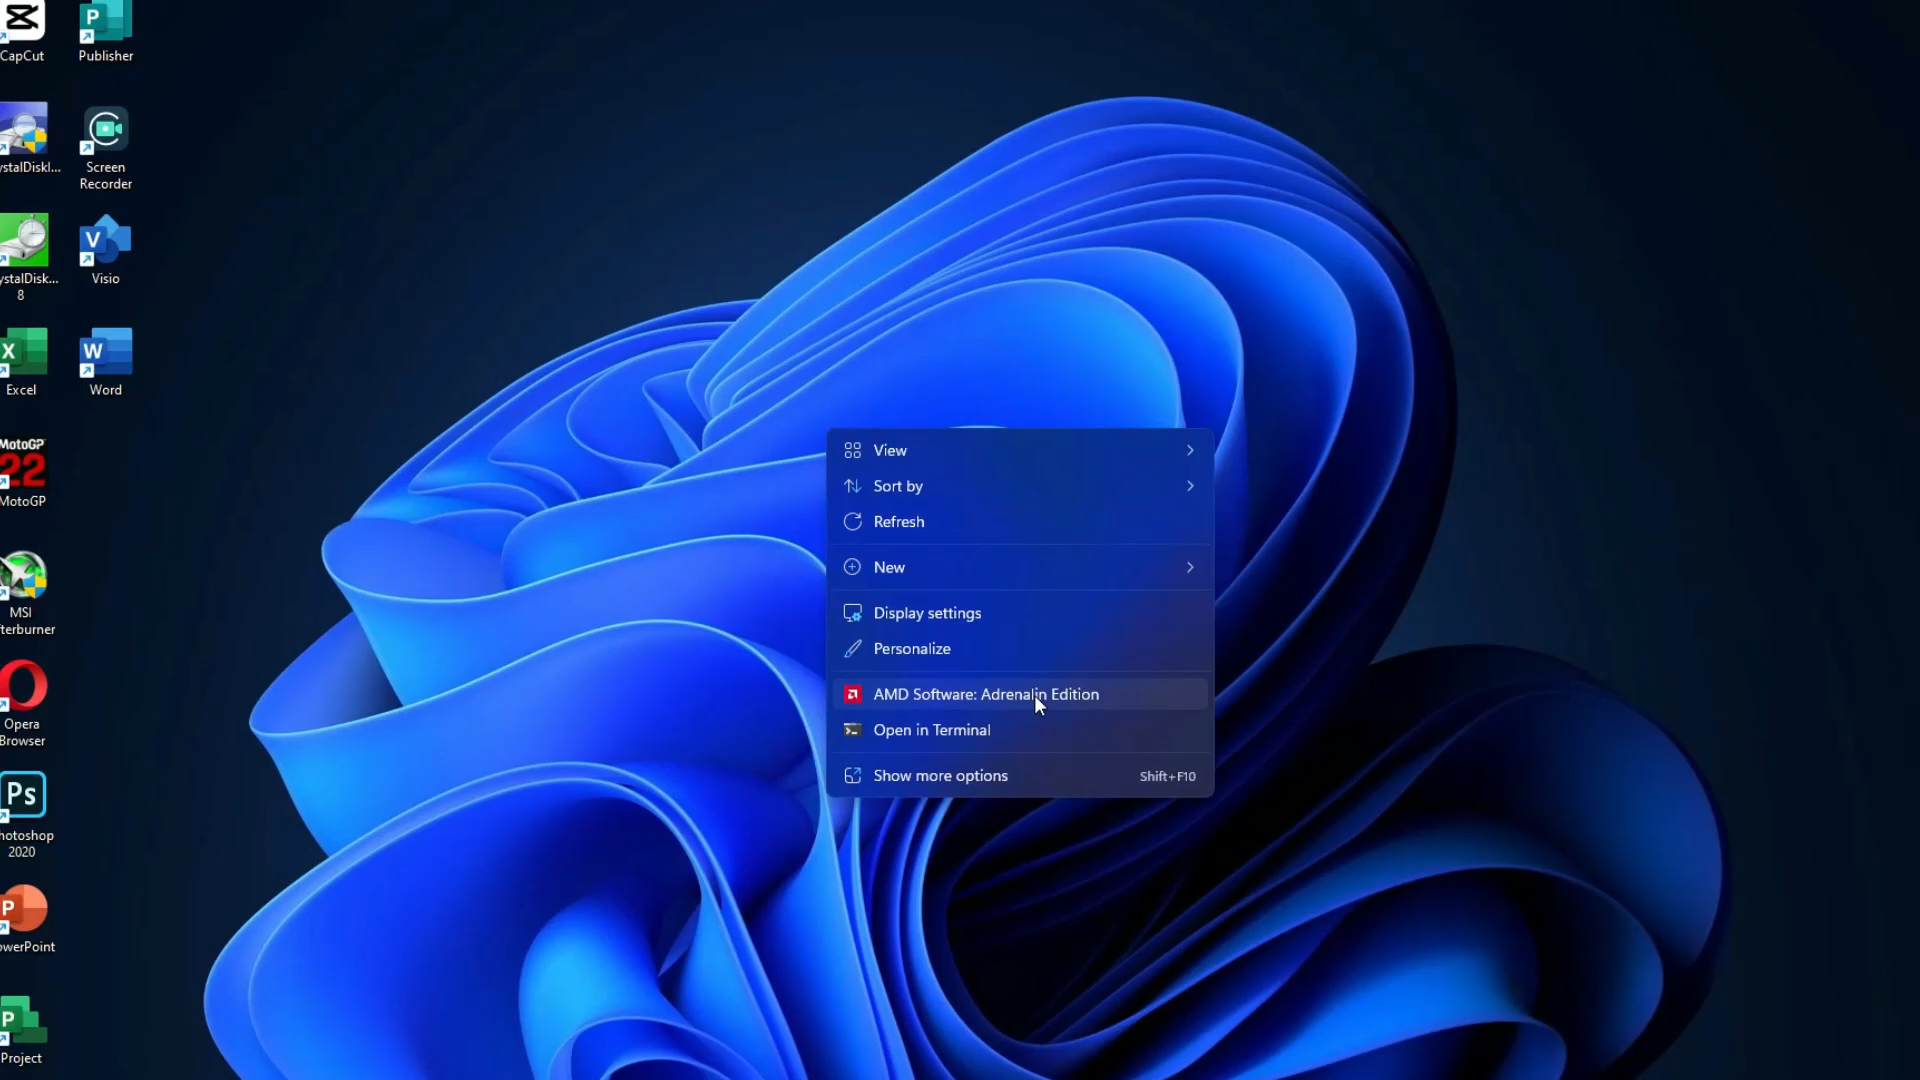 CapCut
Publisher
ystalDiskI...
Screen
Recorder
ystalDisk...
8
V
Visio
X
Excel
W
Word
MotoGP
22
MotoGP
MSI
fterburner
Opera
Browser
Ps
hotoshop
2020
P
owerPoint
P
Project
P
View
Sort by
Refresh
New
Display settings
Personalize
AMD Software: Adrenalin Edition
Open in Terminal
Show more options Shift+F10